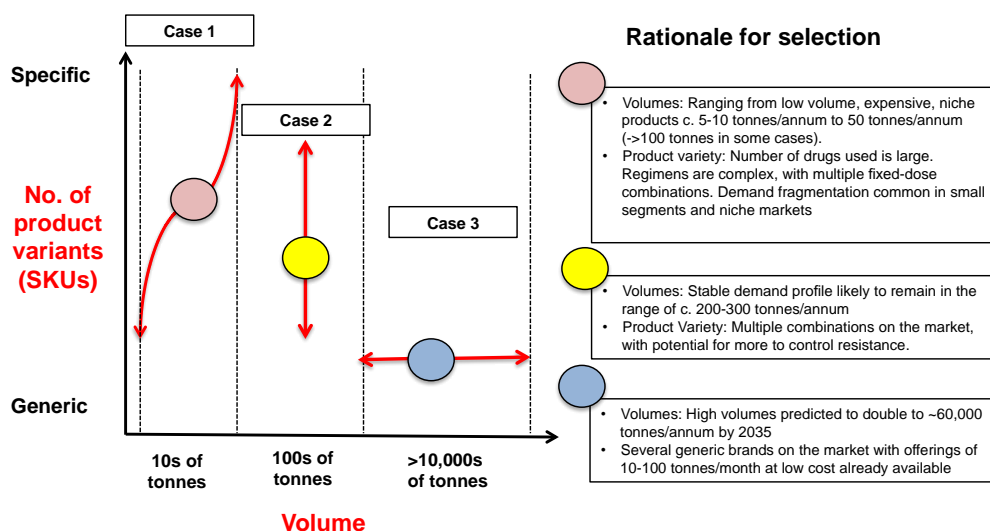 Case 1
Specific
Case 2
No. of
product
variants
(SKUs)
Case 3
Generic
10s of
tonnes
100s of
tonnes
>10,000s
of tonnes
Volume
Rationale for selection
• Volumes: Ranging from low volume, expensive, niche
products c. 5-10 tonnes/annum to 50 tonnes/annum
(->100 tonnes in some cases).
• Product variety: Number of drugs used is large.
Regimens are complex, with multiple fixed-dose
combinations. Demand fragmentation common in small
segments and niche markets
• Volumes: Stable demand profile likely to remain in the
range of c. 200-300 tonnes/annum
• Product Variety: Multiple combinations on the market,
with potential for more to control resistance.
• Volumes: High volumes predicted to double to ~60,000
tonnes/annum by 2035
• Several generic brands on the market with offerings of
10-100 tonnes/month at low cost already available